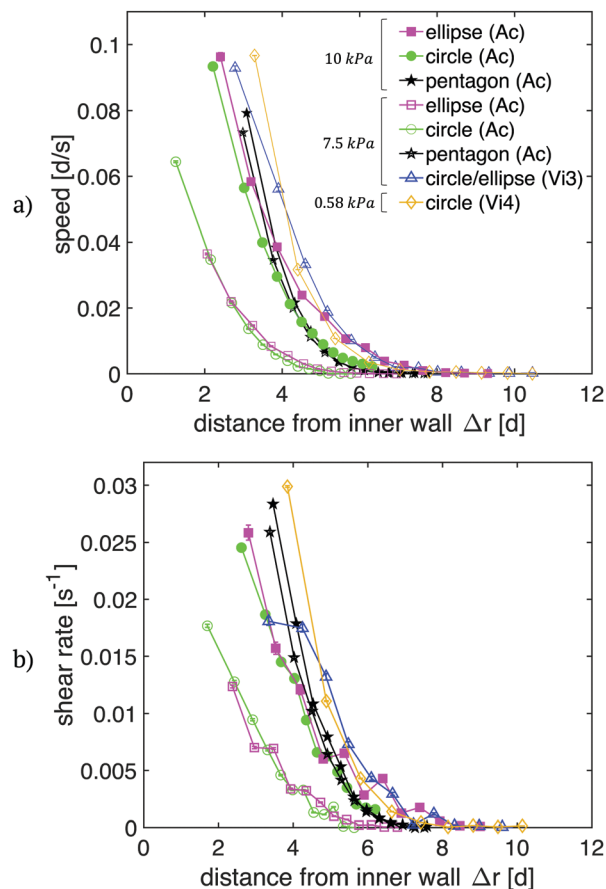 a)
speed [d/s]
0.1
0.08
0.06
0.04
0.02
0
0 2 4 6 8 10 12
distance from inner wall Δr [d]
10 kPa
ellipse (Ac)
circle (Ac)
pentagon (Ac)
7.5 kPa
ellipse (Ac)
circle (Ac)
pentagon (Ac)
circle/ellipse (Vi3)
0.58 kPa
circle (Vi4)
b)
shear rate [s⁻¹]
0.03
0.025
0.02
0.015
0.01
0.005
0
0 2 4 6 8 10 12
distance from inner wall Δr [d]